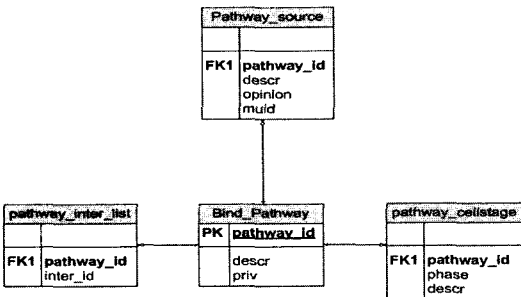 Pathway_source
FK1 pathway_id
descr
opinion
muid
pathway_inter_list
FK1 pathway_id
inter_id
Bind_Pathway
PK pathway_id
descr
priv
pathway_cellstage
FK1 pathway_id
phase
descr